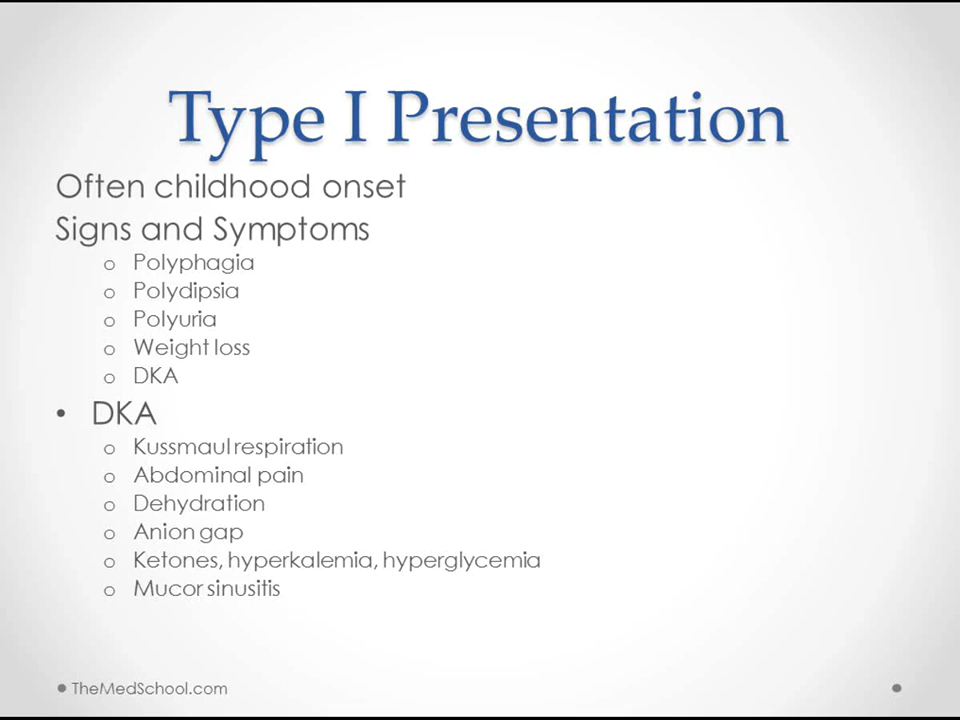 Type I Presentation
Often childhood onset
Signs and Symptoms
o Polyphagia
o Polydipsia
o Polyuria
o Weight loss
o DKA
• DKA
o Kussmaul respiration
o Abdominal pain
o Dehydration
o Anion gap
o Ketones, hyperkalemia, hyperglycemia
o Mucor sinusitis
TheMedSchool.com